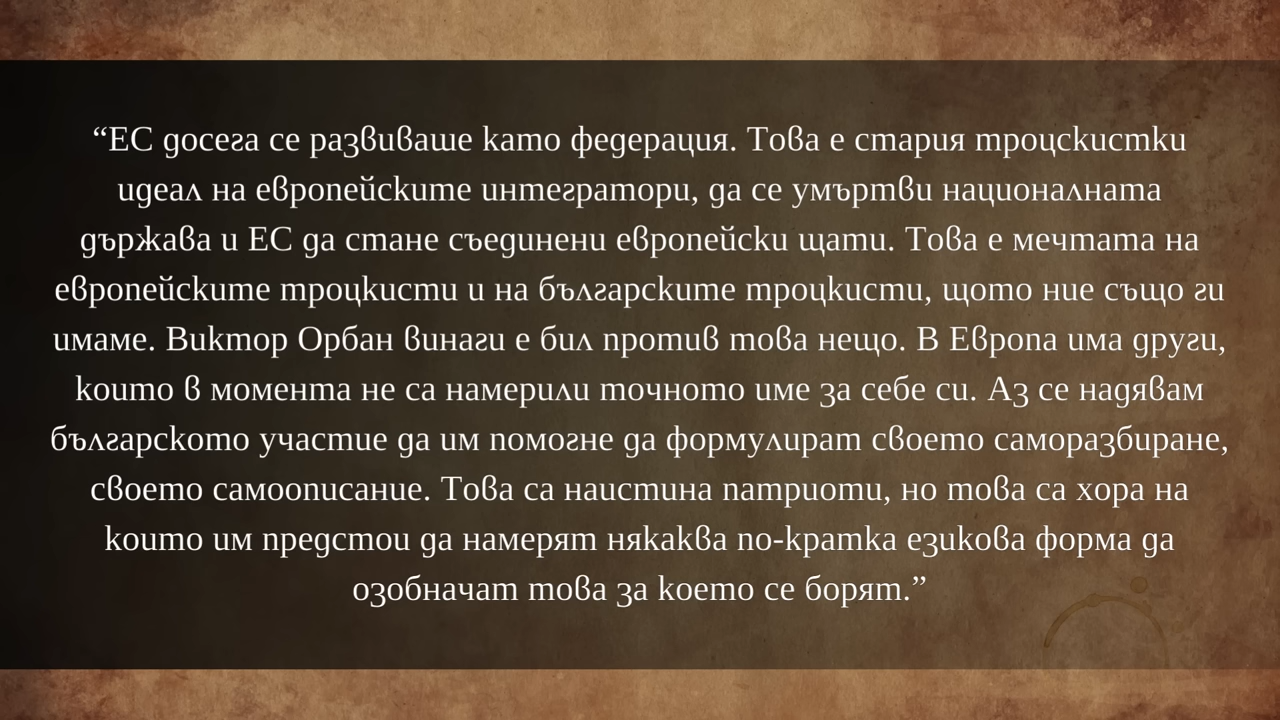 “ЕС досега се развиваше като федерация. Това е стария троцскистки
идеал на европейските интегратори, да се умъртви националната
държава и ЕС да стане съединени европейски щати. Това е мечтата на
европейските троцкисти и на българските троцкисти, щото ние също ги
имаме. Виктор Орбан винаги е бил против това нещо. В Европа има други,
които в момента не са намерили точното име за себе си. Аз се надявам
българското участие да им помогне да формулират своето саморазбиране,
своето самоописание. Това са наистина патриоти, но това са хора на
които им предстои да намерят някаква по-кратка езикова форма да
озобначат това за което се борят.”